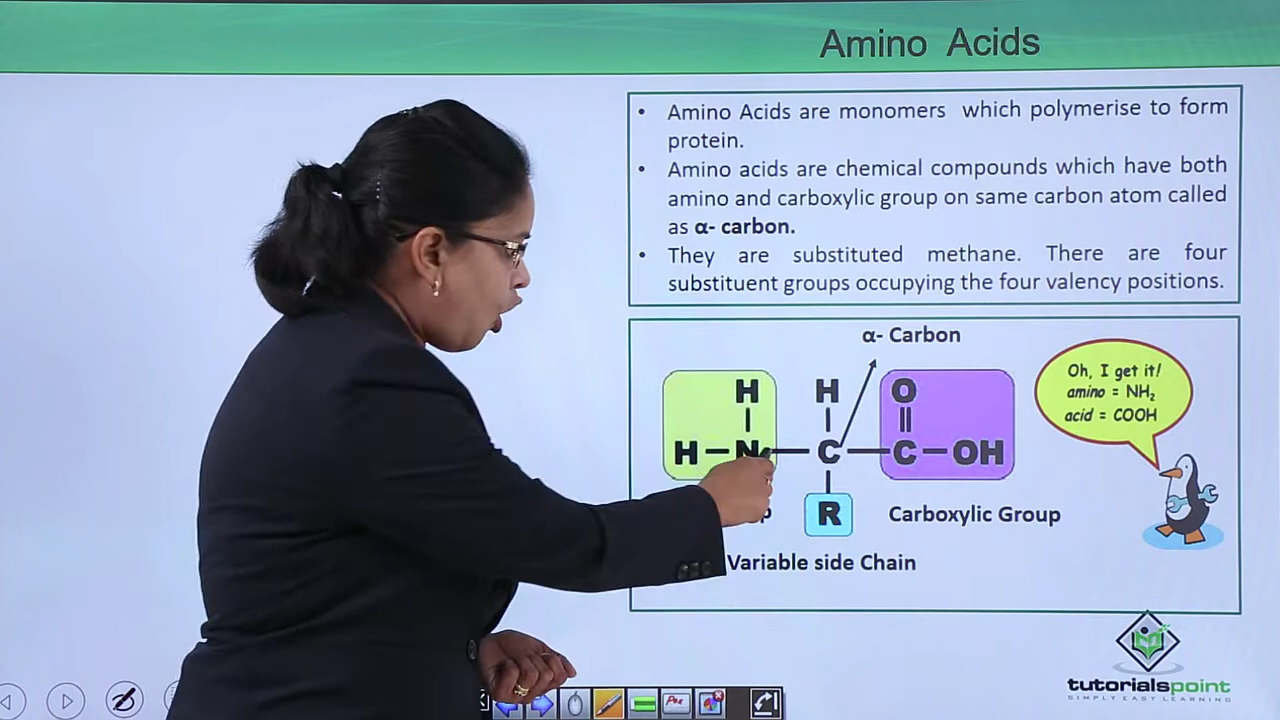 Amino Acids
• Amino Acids are monomers which polymerise to form
protein.
• Amino acids are chemical compounds which have both
amino and carboxylic group on same carbon atom called
as α- carbon.
• They are substituted methane. There are four
substituent groups occupying the four valency positions.
α- Carbon
H H O
H – N — C — C – OH
R
Carboxylic Group
Variable side Chain
Oh, I get it!
amino = NH₂
acid = COOH
tutorialspoint
SIMPLY EASY LEARNING